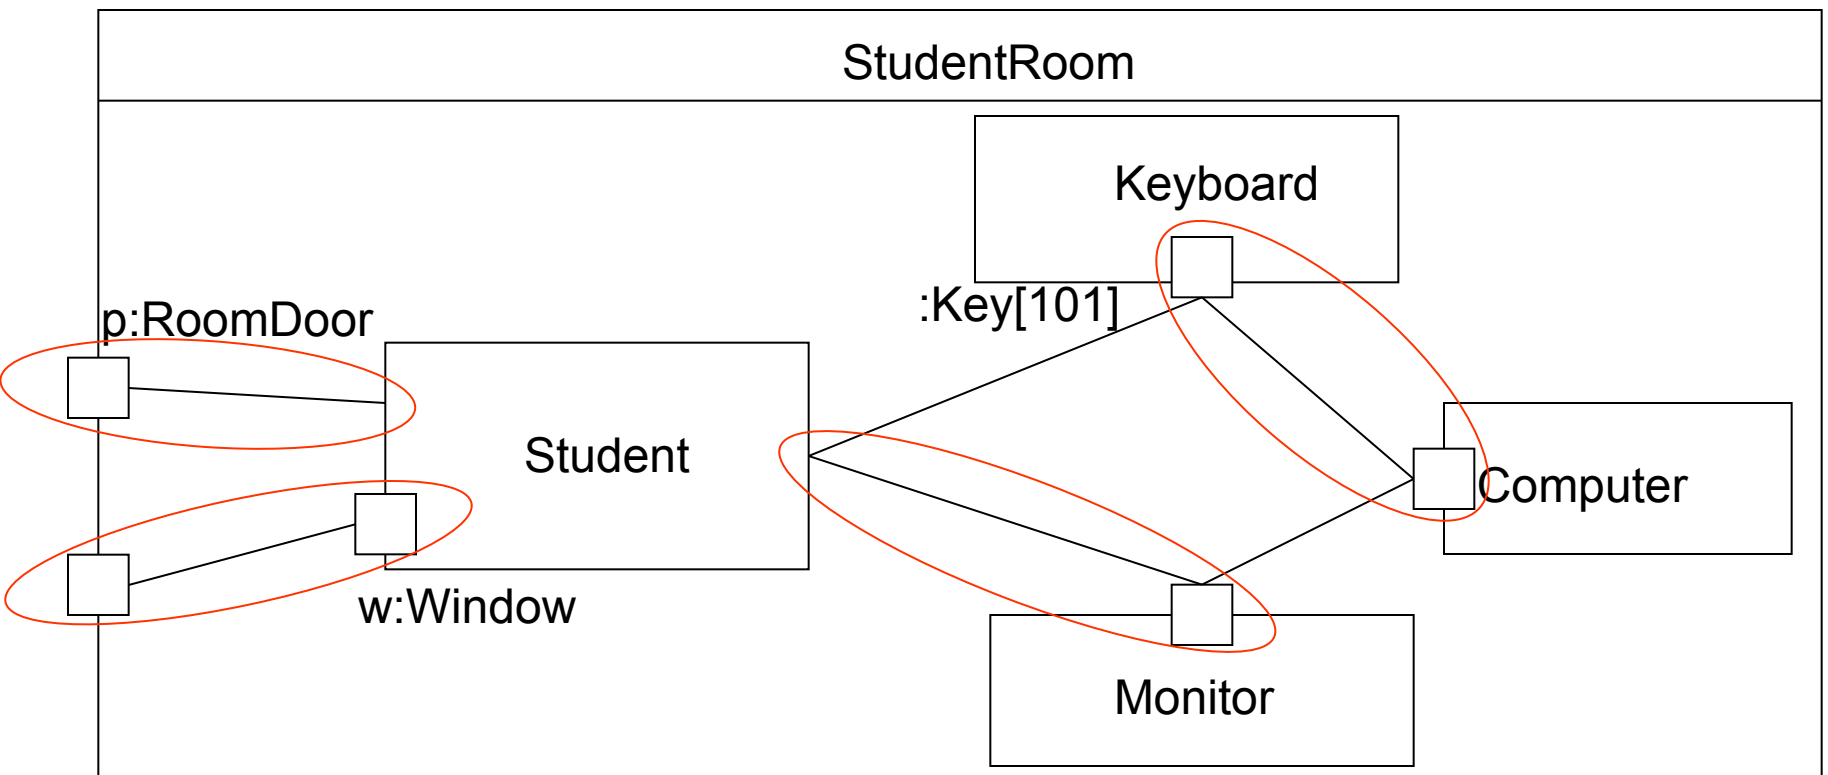 StudentRoom
Keyboard
:Key[101]
p:RoomDoor
Student
Computer
w:Window
Monitor